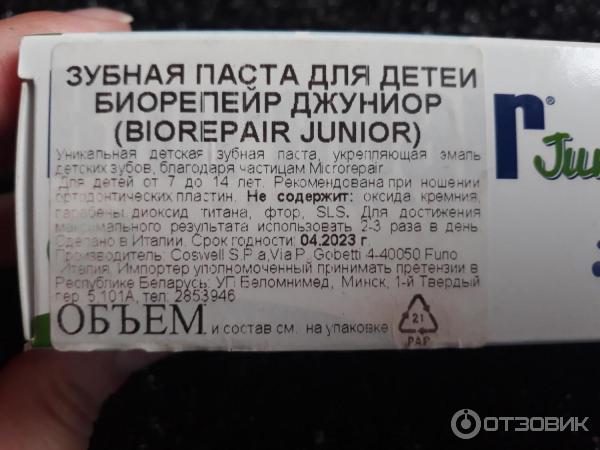 ЗУБНАЯ ПАСТА ДЛЯ ДЕТЕЙ
БИОРЕПЕЙР ДЖУНИОР
(BIOREPAIR JUNIOR)
Уникальная детская зубная паста, укрепляющая эмаль
детских зубов, благодаря частицам Microrepair
Для детей от 7 до 14 лет. Рекомендована при ношении
ортодонтических пластин. Не содержит: оксида кремния,
парабены, диоксид титана, фтор, SLS. Для достижения
максимального результата использовать 2-3 раза в день
Сделано в Италии. Срок годности: 04.2023 г.
Производитель: Coswell S.P.a,Via P. Gobetti 4-40050 Funo
Италия. Импортер уполномоченный принимать претензии в
Республике Беларусь: УП Беломнимед, Минск, 1-й Твердый
пер. 5,101А, тел: 2853946
ОБЪЕМ и состав см. на упаковке
21
PAP
r®
Jun
ОТЗОВИК